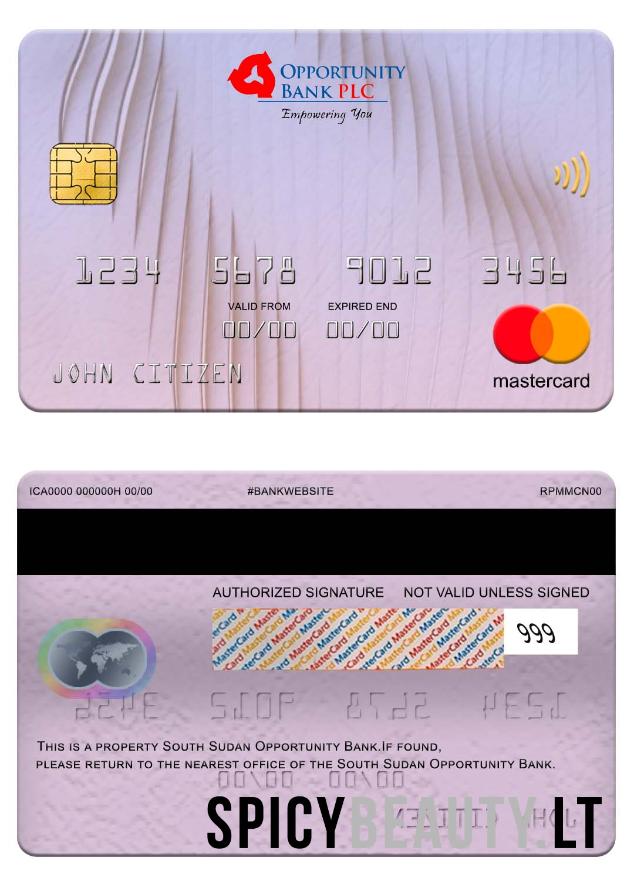 OPPORTUNITY
BANK PLC
Empowering You
1234 5678 9012 3456
VALID FROM EXPIRED END
00/00 00/00
JOHN CITIZEN
mastercard
ICA0000 000000H 00/00 #BANKWEBSITE RPMMCN00
AUTHORIZED SIGNATURE NOT VALID UNLESS SIGNED
MasterCard MasterCard MasterCard
999
THIS IS A PROPERTY SOUTH SUDAN OPPORTUNITY BANK.IF FOUND,
PLEASE RETURN TO THE NEAREST OFFICE OF THE SOUTH SUDAN OPPORTUNITY BANK.
SPICYBEAUTY.LT